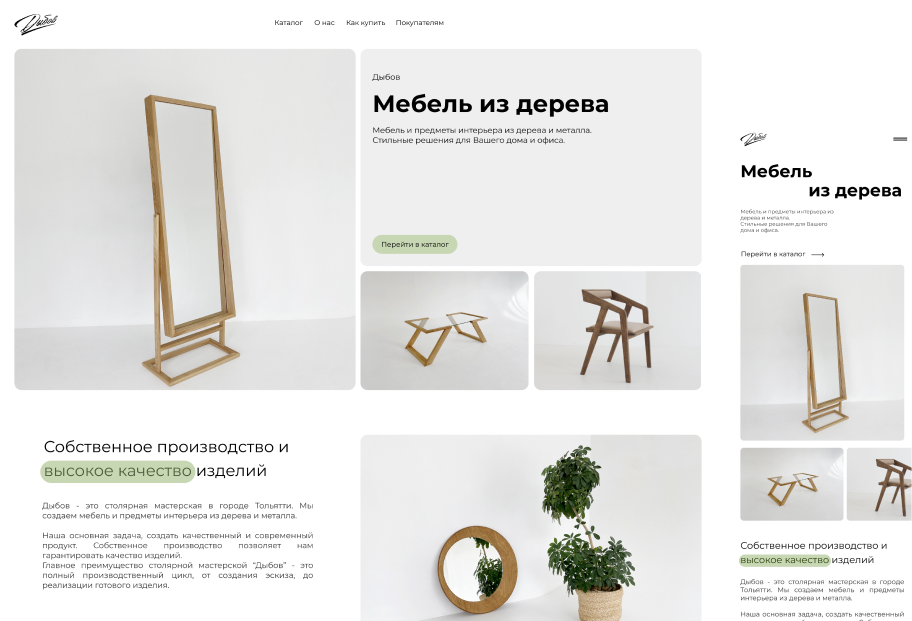 Дыбов
Каталог О нас Как купить Покупателям
Дыбов
Мебель из дерева
Мебель и предметы интерьера из дерева и металла.
Стильные решения для Вашего дома и офиса.
Перейти в каталог
Собственное производство и
высокое качество изделий
Дыбов - это столярная мастерская в городе Тольятти. Мы
создаем мебель и предметы интерьера из дерева и металла.
Наша основная задача, создать качественный и современный
продукт. Собственное производство позволяет нам
гарантировать качество изделий.
Главное преимущество столярной мастерской "Дыбов" - это
полный производственный цикл, от создания эскиза, до
реализации готового изделия.
Дыбов
Мебель
из дерева
Мебель и предметы интерьера из
дерева и металла.
Стильные решения для Вашего
дома и офиса.
Перейти в каталог
Собственное производство и
высокое качество изделий
Дыбов - это столярная мастерская в городе
Тольятти. Мы создаем мебель и предметы
интерьера из дерева и металла.
Наша основная задача, создать качественный